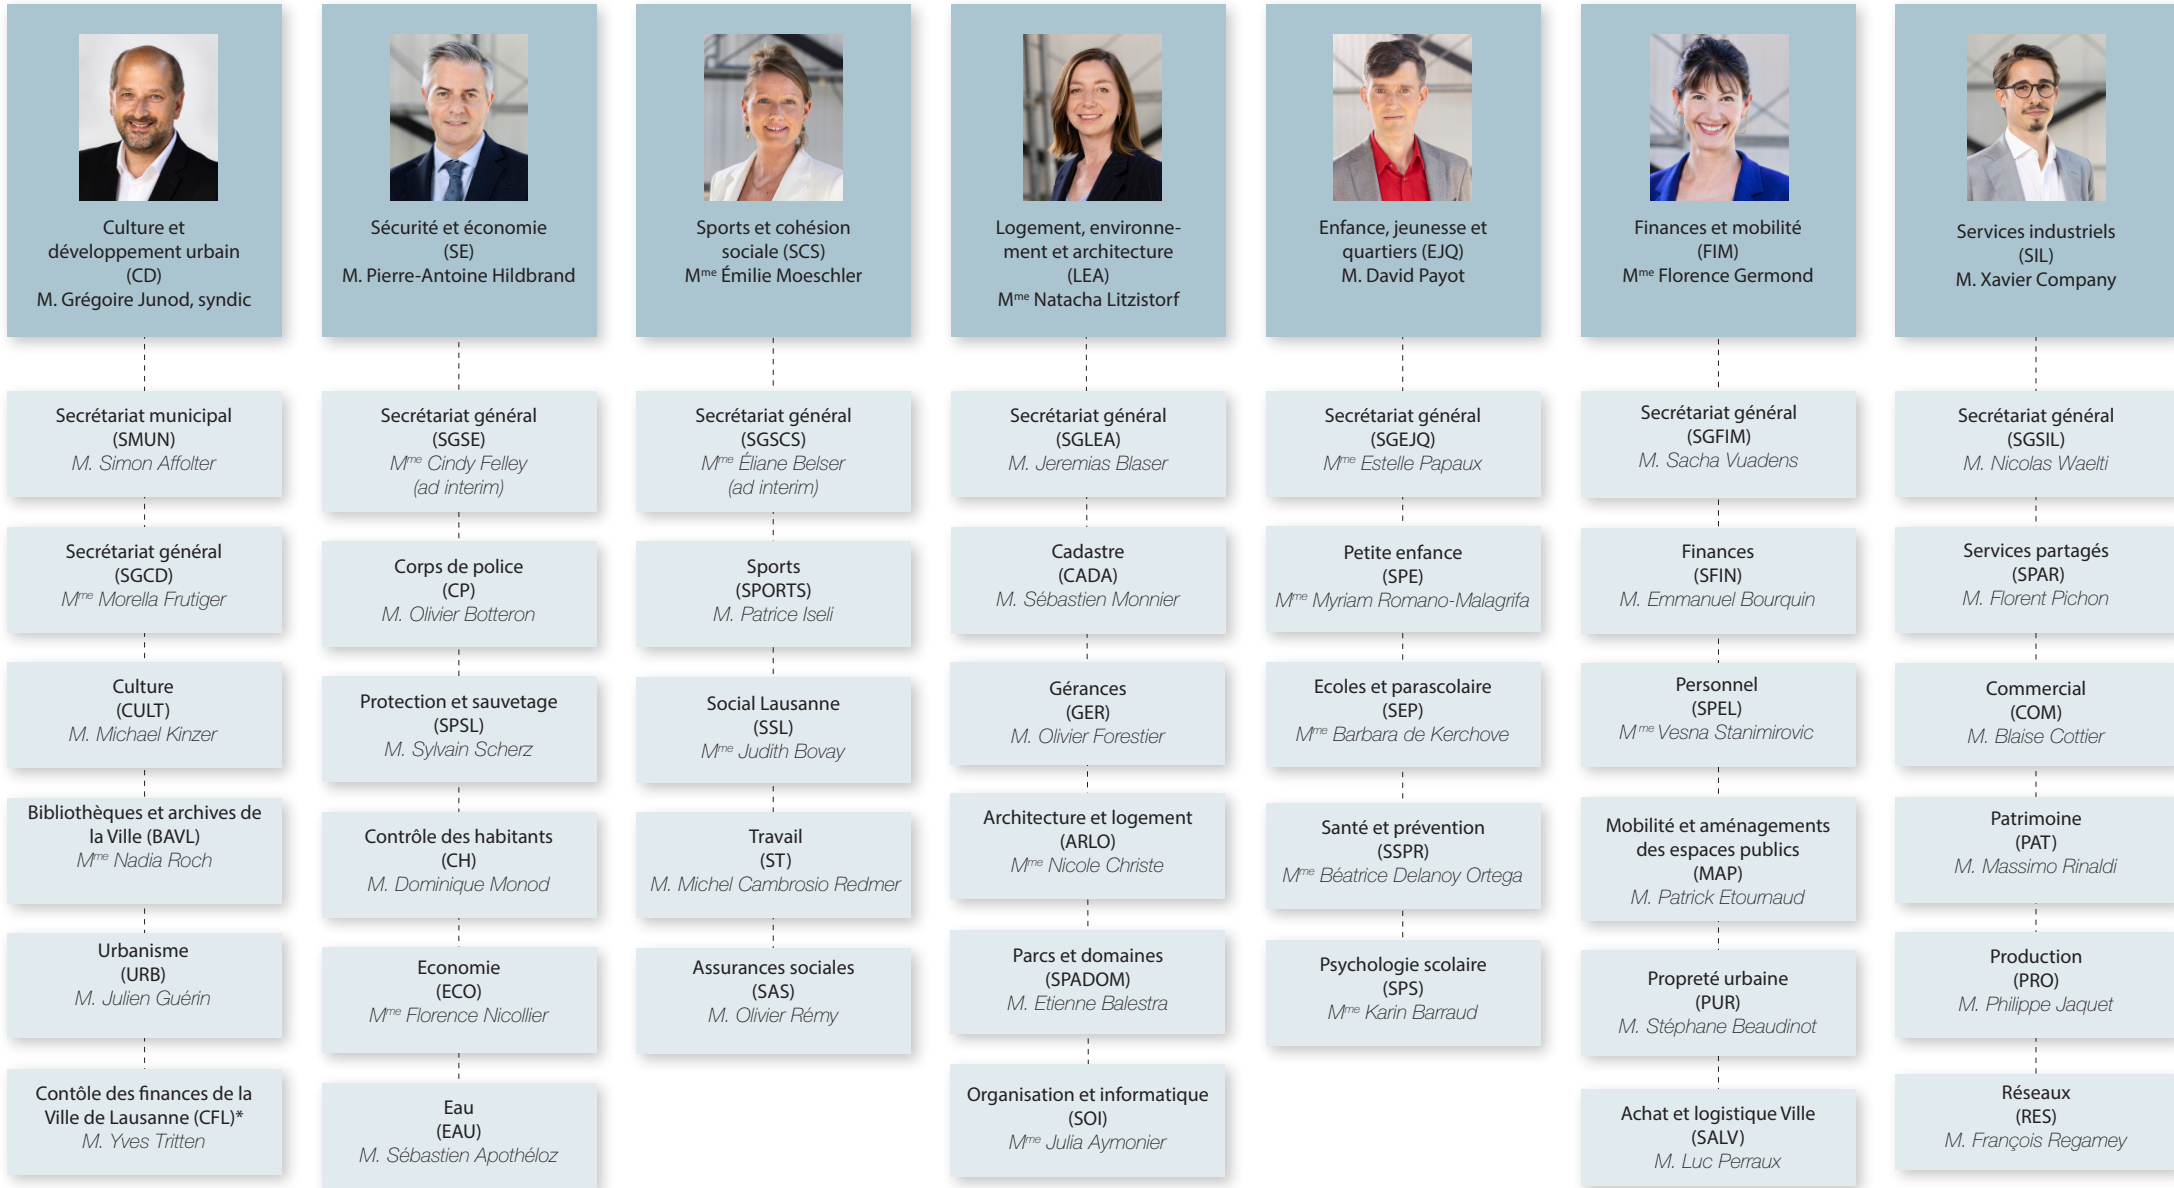 Culture et
développement urbain
(CD)
M. Grégoire Junod, syndic
Secrétariat municipal
(SMUN)
M. Simon Affolter
Secrétariat général
(SGCD)
Mme Morella Frutiger
Culture
(CULT)
M. Michael Kinzer
Bibliothèques et archives de
la Ville (BAVL)
Mme Nadia Roch
Urbanisme
(URB)
M. Julien Guérin
Contôle des finances de la
Ville de Lausanne (CFL)*
M. Yves Tritten
Sécurité et économie
(SE)
M. Pierre-Antoine Hildbrand
Secrétariat général
(SGSE)
Mme Cindy Felley
(ad interim)
Corps de police
(CP)
M. Olivier Botteron
Protection et sauvetage
(SPSL)
M. Sylvain Scherz
Contrôle des habitants
(CH)
M. Dominique Monod
Economie
(ECO)
Mme Florence Nicollier
Eau
(EAU)
M. Sébastien Apothéloz
Sports et cohésion
sociale (SCS)
Mme Émilie Moeschler
Secrétariat général
(SGSCS)
Mme Éliane Belser
(ad interim)
Sports
(SPORTS)
M. Patrice Iseli
Social Lausanne
(SSL)
Mme Judith Bovay
Travail
(ST)
M. Michel Cambrosio Redmer
Assurances sociales
(SAS)
M. Olivier Rémy
Logement, environne-
ment et architecture
(LEA)
Mme Natacha Litzistorf
Secrétariat général
(SGLEA)
M. Jeremias Blaser
Cadastre
(CADA)
M. Sébastien Monnier
Gérances
(GER)
M. Olivier Forestier
Architecture et logement
(ARLO)
Mme Nicole Christe
Parcs et domaines
(SPADOM)
M. Etienne Balestra
Organisation et informatique
(SOI)
Mme Julia Aymonier
Enfance, jeunesse et
quartiers (EJQ)
M. David Payot
Secrétariat général
(SGEJQ)
Mme Estelle Papaux
Petite enfance
(SPE)
Mme Myriam Romano-Malagrifa
Ecoles et parascolaire
(SEP)
Mme Barbara de Kerchove
Santé et prévention
(SSPR)
Mme Béatrice Delanoy Ortega
Psychologie scolaire
(SPS)
Mme Karin Barraud
Finances et mobilité
(FIM)
Mme Florence Germond
Secrétariat général
(SGFIM)
M. Sacha Vuadens
Finances
(SFIN)
M. Emmanuel Bourquin
Personnel
(SPEL)
Mme Vesna Stanimirovic
Mobilité et aménagements
des espaces publics
(MAP)
M. Patrick Etournaud
Propreté urbaine
(PUR)
M. Stéphane Beaudinot
Achat et logistique Ville
(SALV)
M. Luc Perraux
Services industriels
(SIL)
M. Xavier Company
Secrétariat général
(SGSIL)
M. Nicolas Waelti
Services partagés
(SPAR)
M. Florent Pichon
Commercial
(COM)
M. Blaise Cottier
Patrimoine
(PAT)
M. Massimo Rinaldi
Production
(PRO)
M. Philippe Jaquet
Réseaux
(RES)
M. François Regamey